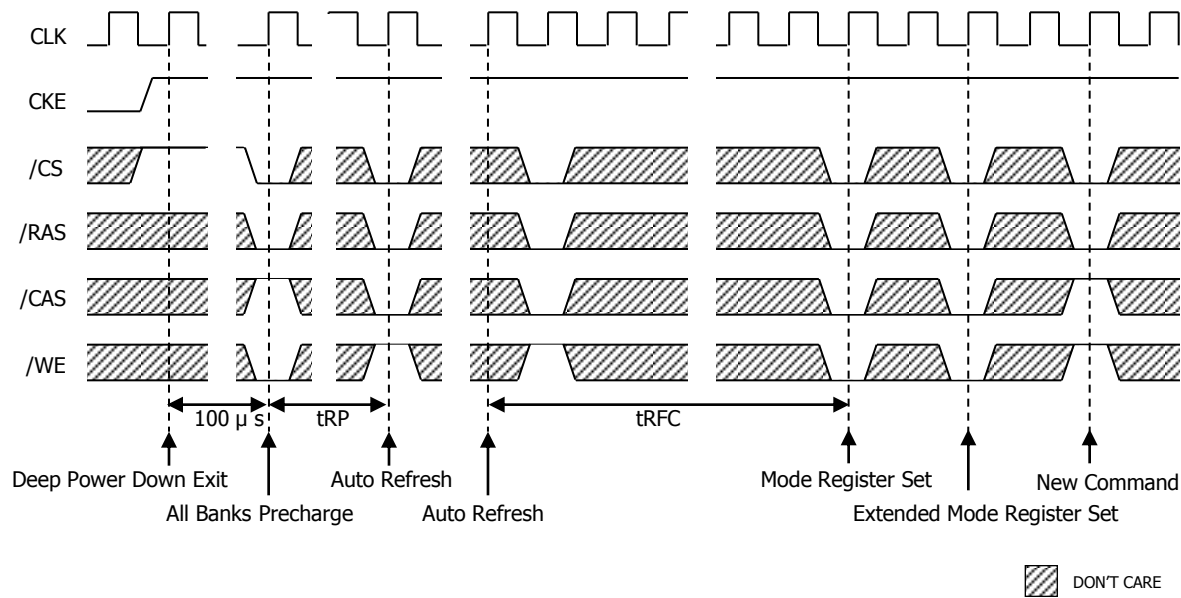 CLK
CKE
/CS
/RAS
/CAS
/WE
100 μ s
tRP
tRFC
Deep Power Down Exit
Auto Refresh
Mode Register Set
New Command
All Banks Precharge
Auto Refresh
Extended Mode Register Set
DON'T CARE